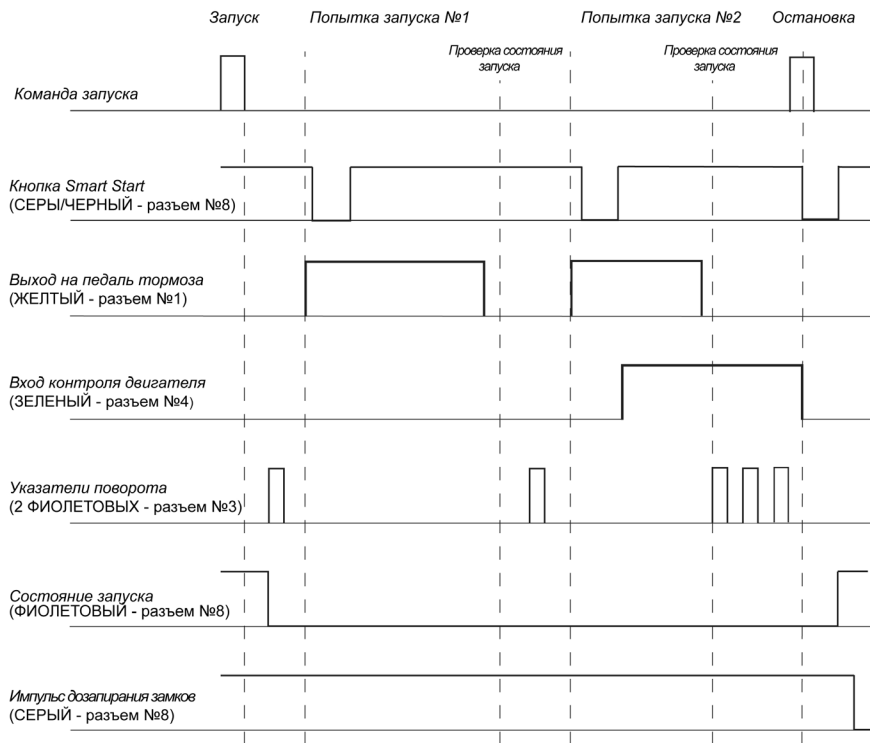 Запуск
Попытка запуска №1
Попытка запуска №2
Остановка
Проверка состояния
запуска
Проверка состояния
запуска
Команда запуска
Кнопка Smart Start
(СЕРЫ/ЧЕРНЫЙ - разъем №8)
Выход на педаль тормоза
(ЖЕЛТЫЙ - разъем №1)
Вход контроля двигателя
(ЗЕЛЕНЫЙ - разъем №4)
Указатели поворота
(2 ФИОЛЕТОВЫХ - разъем №3)
Состояние запуска
(ФИОЛЕТОВЫЙ - разъем №8)
Импульс дозапирания замков
(СЕРЫЙ - разъем №8)